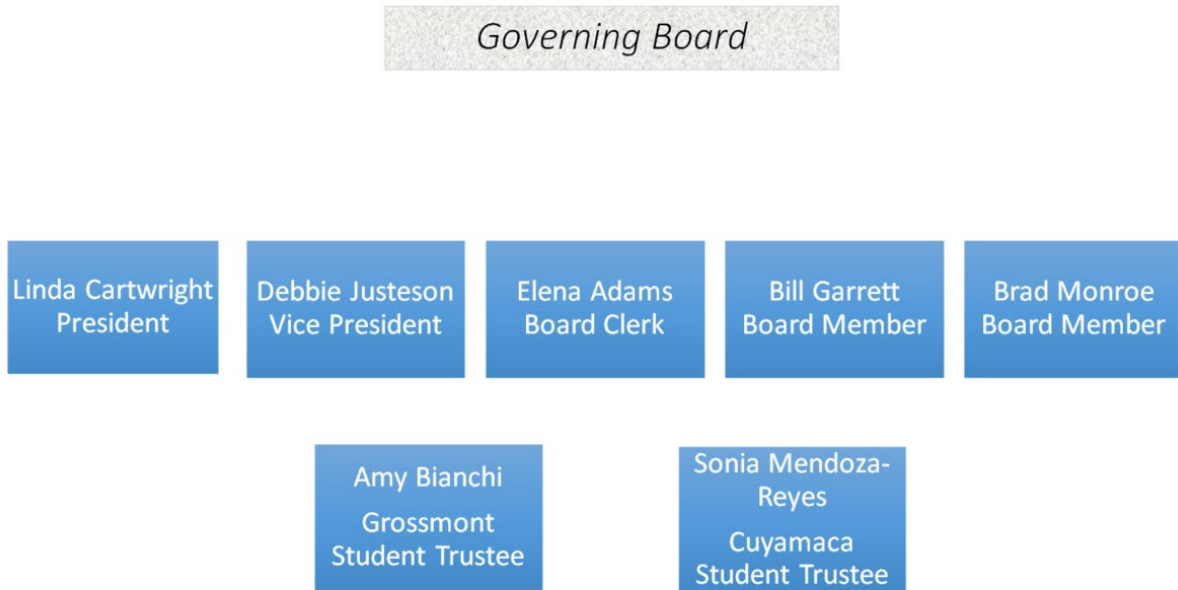 Governing Board
Linda Cartwright
President
Debbie Justeson
Vice President
Elena Adams
Board Clerk
Bill Garrett
Board Member
Brad Monroe
Board Member
Amy Bianchi
Grossmont
Student Trustee
Sonia Mendoza-
Reyes
Cuyamaca
Student Trustee